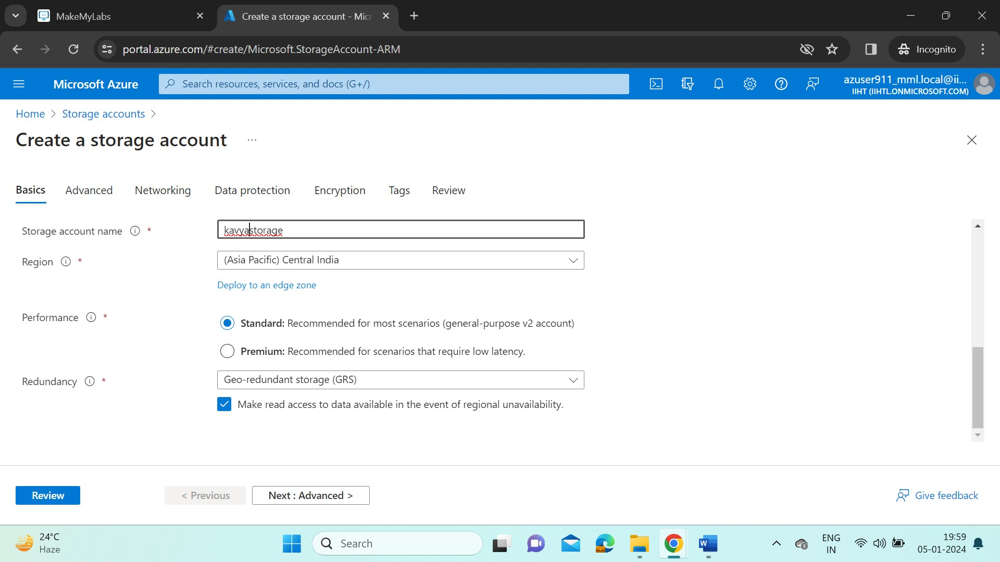 MakeMyLabs
Create a storage account - Micr
portal.azure.com/#create/Microsoft.StorageAccount-ARM
Incognito
Microsoft Azure
Search resources, services, and docs (G+/)
azuser911_mml.local@ii...
IIHT (IIHTL.ONMICROSOFT.COM)
Home > Storage accounts >
Create a storage account ...
Basics Advanced Networking Data protection Encryption Tags Review
Storage account name *
kavyastorage
Region *
(Asia Pacific) Central India
Deploy to an edge zone
Performance *
Standard: Recommended for most scenarios (general-purpose v2 account)
Premium: Recommended for scenarios that require low latency.
Redundancy *
Geo-redundant storage (GRS)
Make read access to data available in the event of regional unavailability.
Review
< Previous
Next : Advanced >
Give feedback
24°C
Haze
Search
ENG
IN
19:59
05-01-2024